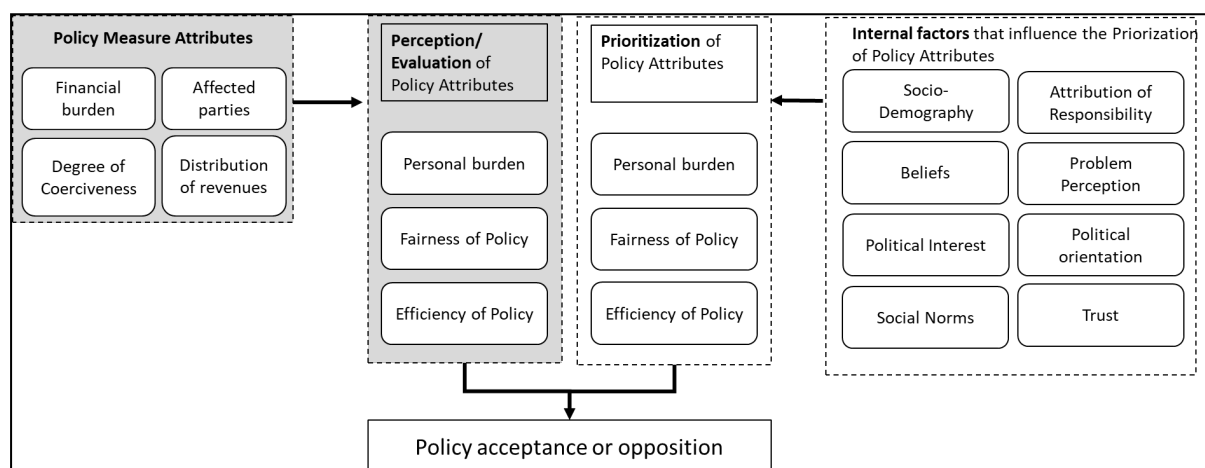 Policy Measure Attributes
Financial
burden
Affected
parties
Degree of
Coerciveness
Distribution
of revenues
Perception/
Evaluation of
Policy Attributes
Personal burden
Fairness of Policy
Efficiency of Policy
Prioritization of
Policy Attributes
Personal burden
Fairness of Policy
Efficiency of Policy
Internal factors that influence the Priorization
of Policy Attributes
Socio-
Demography
Attribution of
Responsibility
Beliefs
Problem
Perception
Political Interest
Political
orientation
Social Norms
Trust
Policy acceptance or opposition